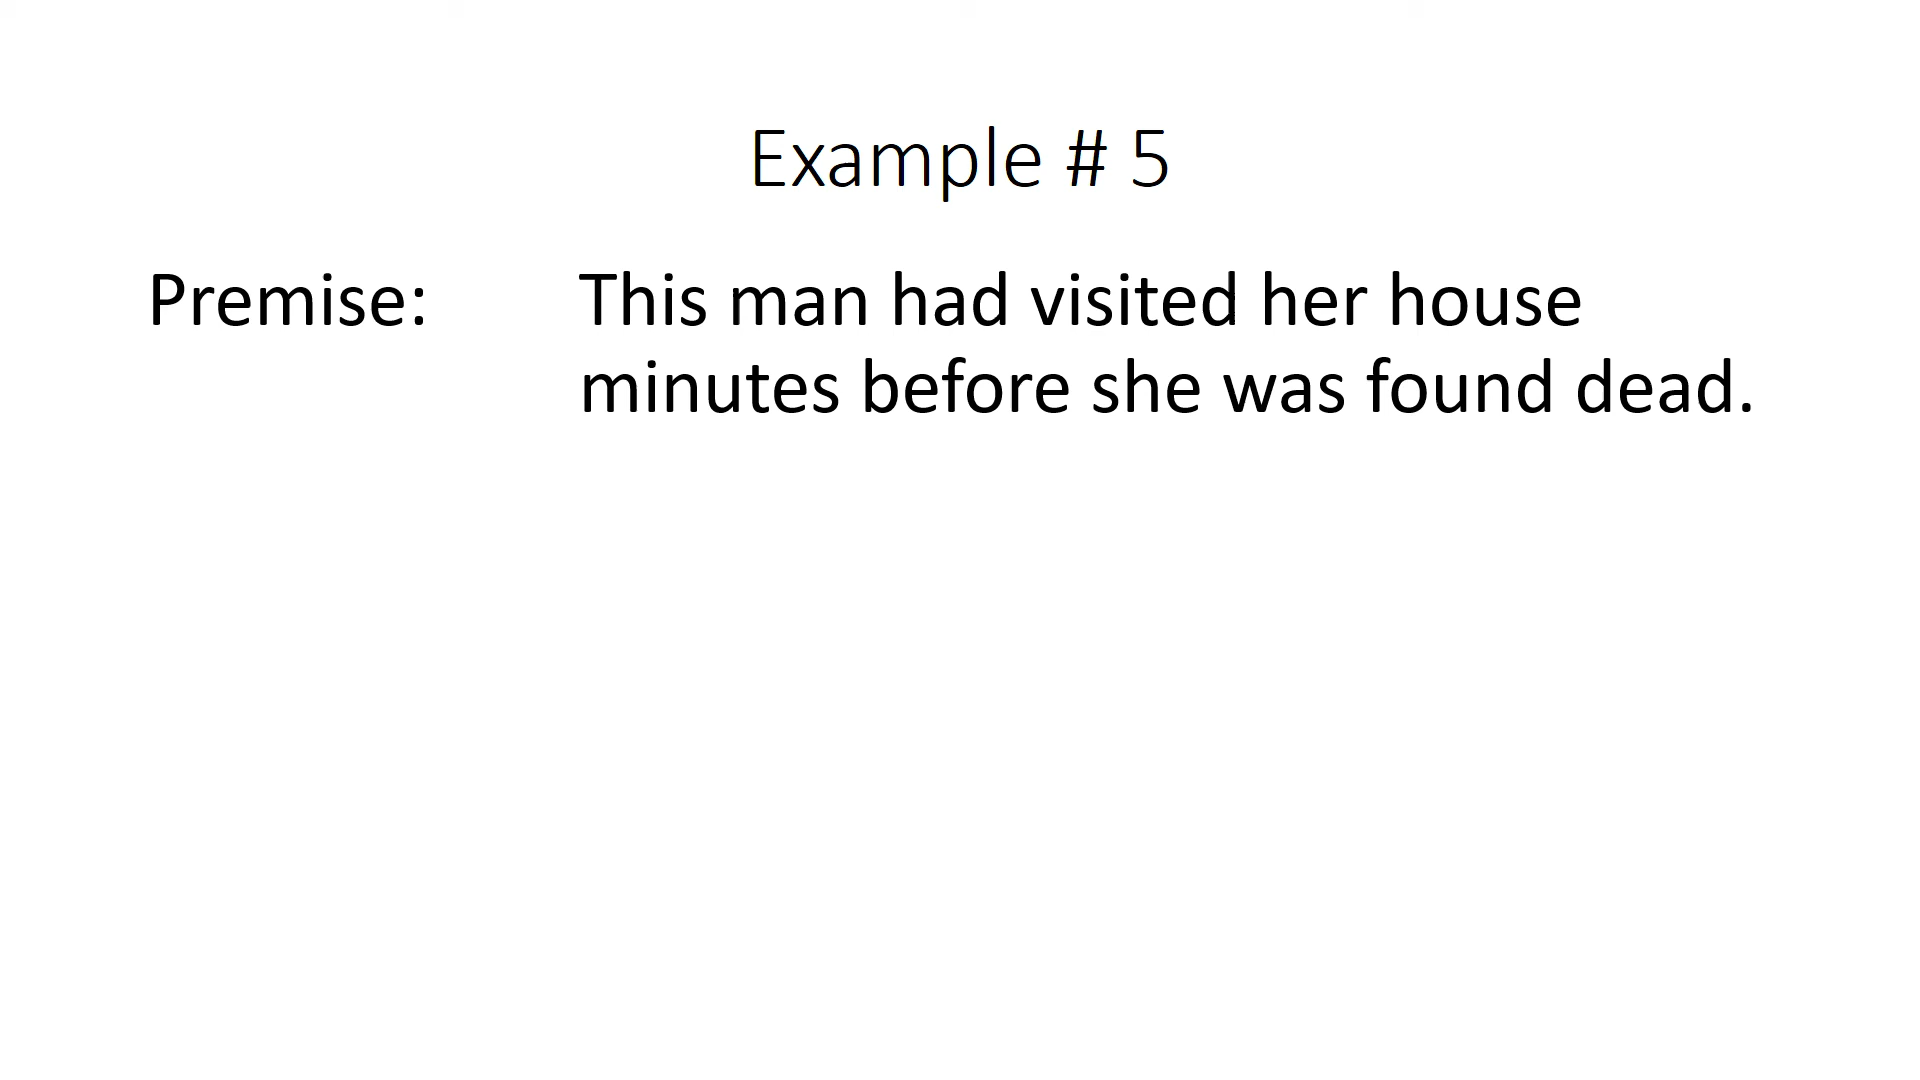 Example # 5
Premise: This man had visited her house
minutes before she was found dead.